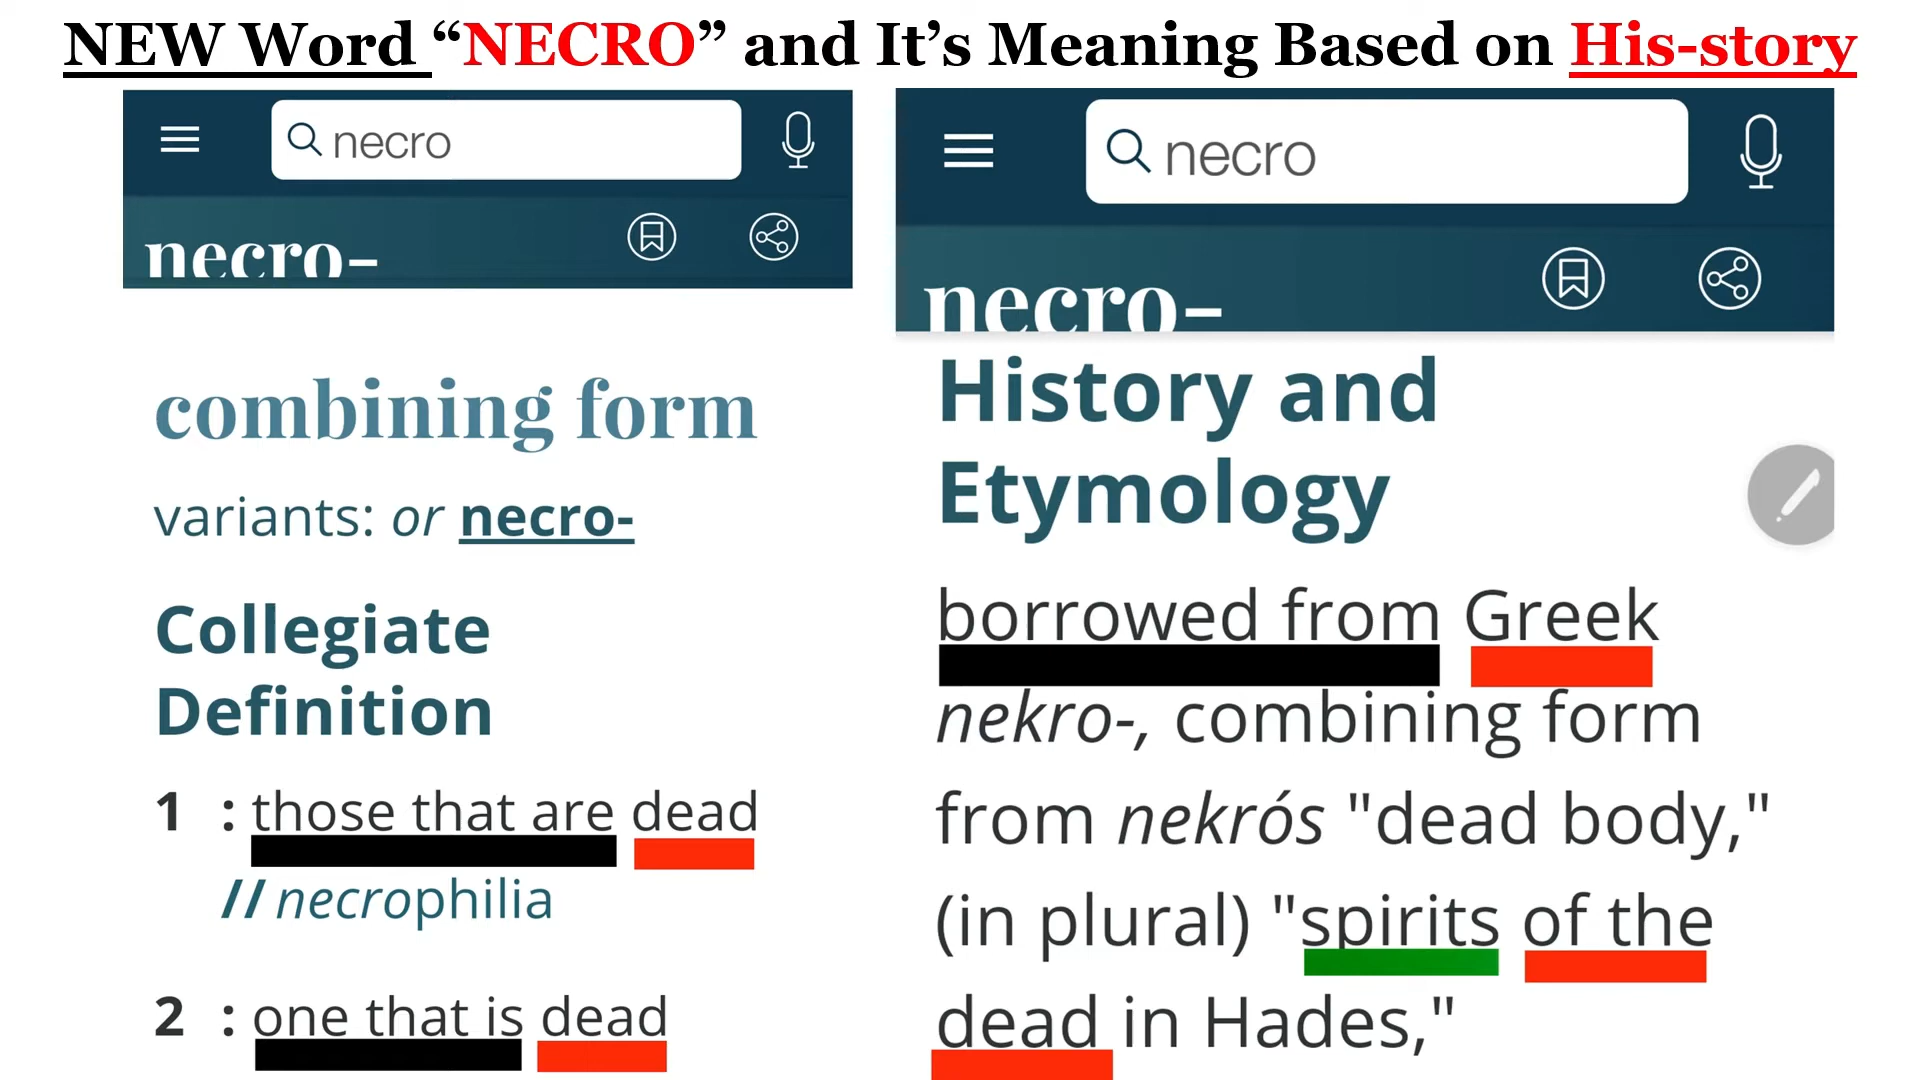 NEW Word “NECRO” and It’s Meaning Based on His-story
necro
necro-
combining form
variants: or necro-
Collegiate
Definition
1 : those that are dead
// necrophilia
2 : one that is dead
necro
necro-
History and
Etymology
borrowed from Greek
nekro-, combining form
from nekrós "dead body,"
(in plural) "spirits of the
dead in Hades,"